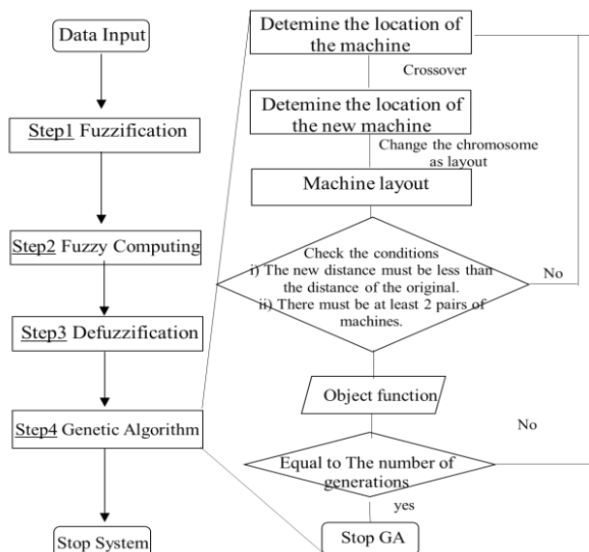 Data Input
Step1 Fuzzification
Step2 Fuzzy Computing
Step3 Defuzzification
Step4 Genetic Algorithm
Stop System
Detemine the location of
the machine
Crossover
Detemine the location of
the new machine
Change the chromosome
as layout
Machine layout
Check the conditions
i) The new distance must be less than
the distance of the original.
ii) There must be at least 2 pairs of
machines.
No
Object function
No
Equal to The number of
generations
yes
Stop GA